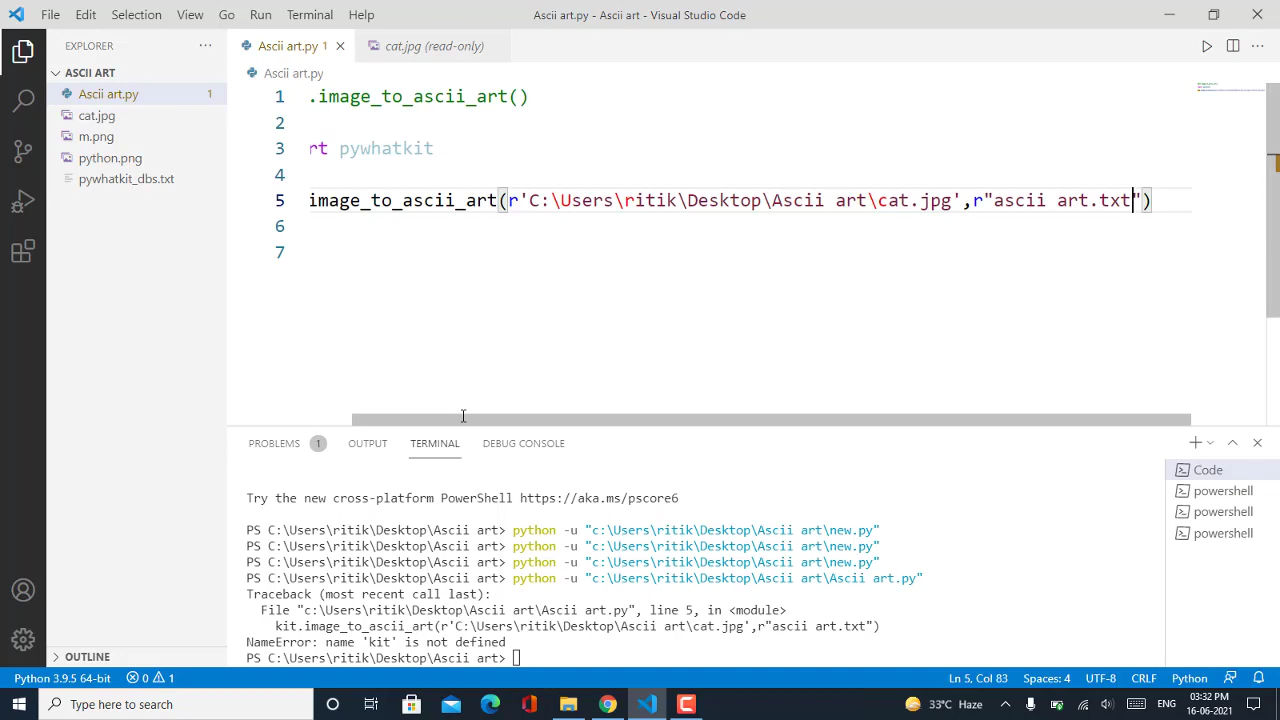 File Edit Selection View Go Run Terminal Help
Ascii art.py - Ascii art - Visual Studio Code
EXPLORER
Ascii art.py 1
cat.jpg (read-only)
ASCII ART
Ascii art.py
Ascii art.py 1
cat.jpg
m.png
python.png
pywhatkit_dbs.txt
1 .image_to_ascii_art()
2
3 rt pywhatkit
4
5 image_to_ascii_art(r'C:\Users\ritik\Desktop\Ascii art\cat.jpg',r"ascii art.txt")
6
7
PROBLEMS 1 OUTPUT TERMINAL DEBUG CONSOLE
Try the new cross-platform PowerShell https://aka.ms/pscore6
PS C:\Users\ritik\Desktop\Ascii art> python -u "c:\Users\ritik\Desktop\Ascii art\new.py"
PS C:\Users\ritik\Desktop\Ascii art> python -u "c:\Users\ritik\Desktop\Ascii art\new.py"
PS C:\Users\ritik\Desktop\Ascii art> python -u "c:\Users\ritik\Desktop\Ascii art\new.py"
PS C:\Users\ritik\Desktop\Ascii art> python -u "c:\Users\ritik\Desktop\Ascii art\Ascii art.py"
Traceback (most recent call last):
File "c:\Users\ritik\Desktop\Ascii art\Ascii art.py", line 5, in <module>
kit.image_to_ascii_art(r'C:\Users\ritik\Desktop\Ascii art\cat.jpg',r"ascii art.txt")
NameError: name 'kit' is not defined
PS C:\Users\ritik\Desktop\Ascii art>
Code
powershell
powershell
powershell
OUTLINE
Python 3.9.5 64-bit 0 1
Ln 5, Col 83 Spaces: 4 UTF-8 CRLF Python
Type here to search
33°C Haze
ENG
03:32 PM
16-06-2021